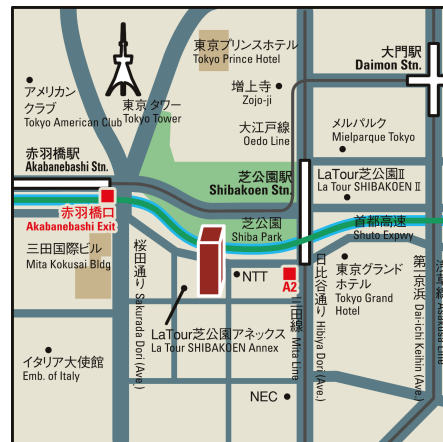 東京プリンスホテル
Tokyo Prince Hotel
大門駅
Daimon Stn.
アメリカン
クラブ
Tokyo American Club
東京タワー
Tokyo Tower
増上寺
Zojo-ji
大江戸線
Oedo Line
メルパルク
Mielparque Tokyo
赤羽橋駅
Akabanebashi Stn.
芝公園駅
Shibakoen Stn.
LaTour芝公園Ⅱ
La Tour SHIBAKOEN Ⅱ
赤羽橋口
Akabanebashi Exit
芝公園
Shiba Park
首都高速
Shuto Expwy
三田国際ビル
Mita Kokusai Bldg
桜田通り Sakurada Dori (Ave.)
NTT
A2
三田線 Mita Line
日比谷通り Hibiya Dori (Ave.)
東京グランド
ホテル
Tokyo Grand
Hotel
第一京浜 Dai-ichi Keihin (Ave.)
浅草線 Asakusa Line
LaTour芝公園アネックス
La Tour SHIBAKOEN Annex
イタリア大使館
Emb. of Italy
NEC